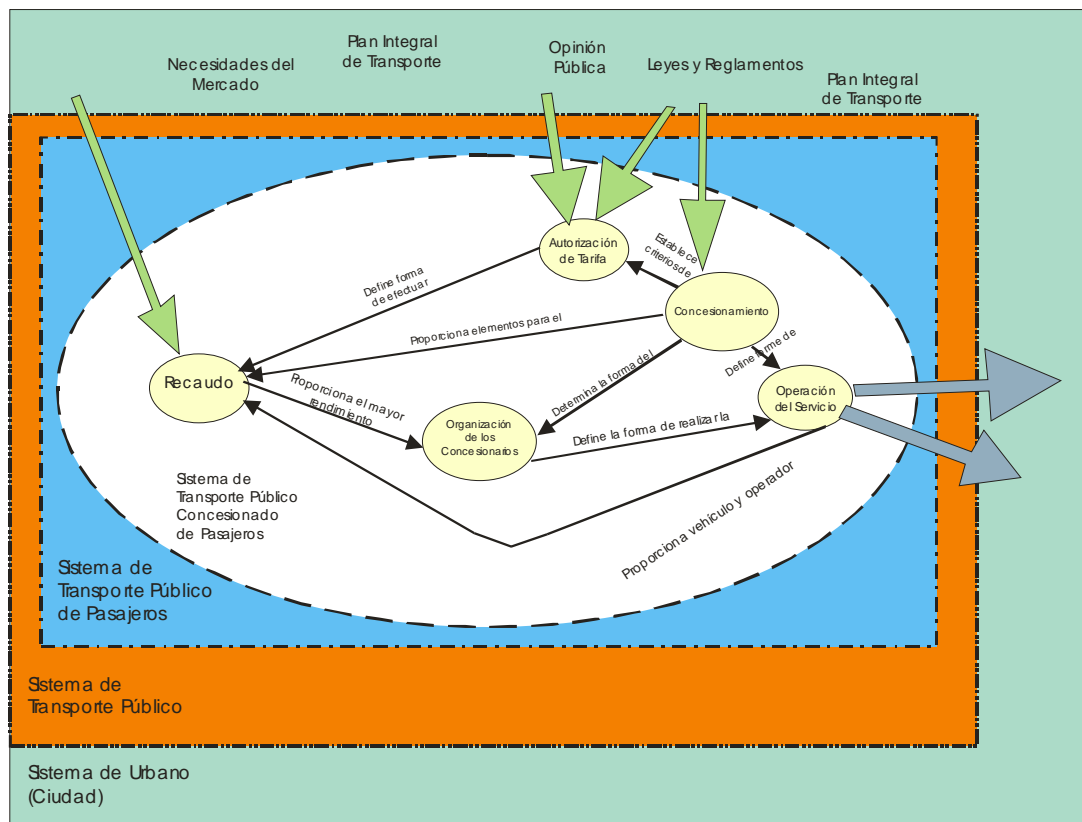 Necesidades del
Mercado
Plan Integral
de Transporte
Opinión
Pública
Leyes y Reglamentos
Plan Integral
de Transporte
Autorización
de Tarifa
Establece
criterios de
Define forma
de efectuar
Concesionamiento
Proporciona elementos para el
Define forme de
Recaudo
Proporciona el mayor
rendimiento
Determina la forma del
Operación
del Servicio
Organización
de los
Concesionarios
Define la forma de realizar la
Proporciona vehiculo y operador
Sistema de
Transporte Público
Concesionado
de Pasajeros
Sistema de
Transporte Público
de Pasajeros
Sistema de
Transporte Público
Sistema de Urbano
(Ciudad)